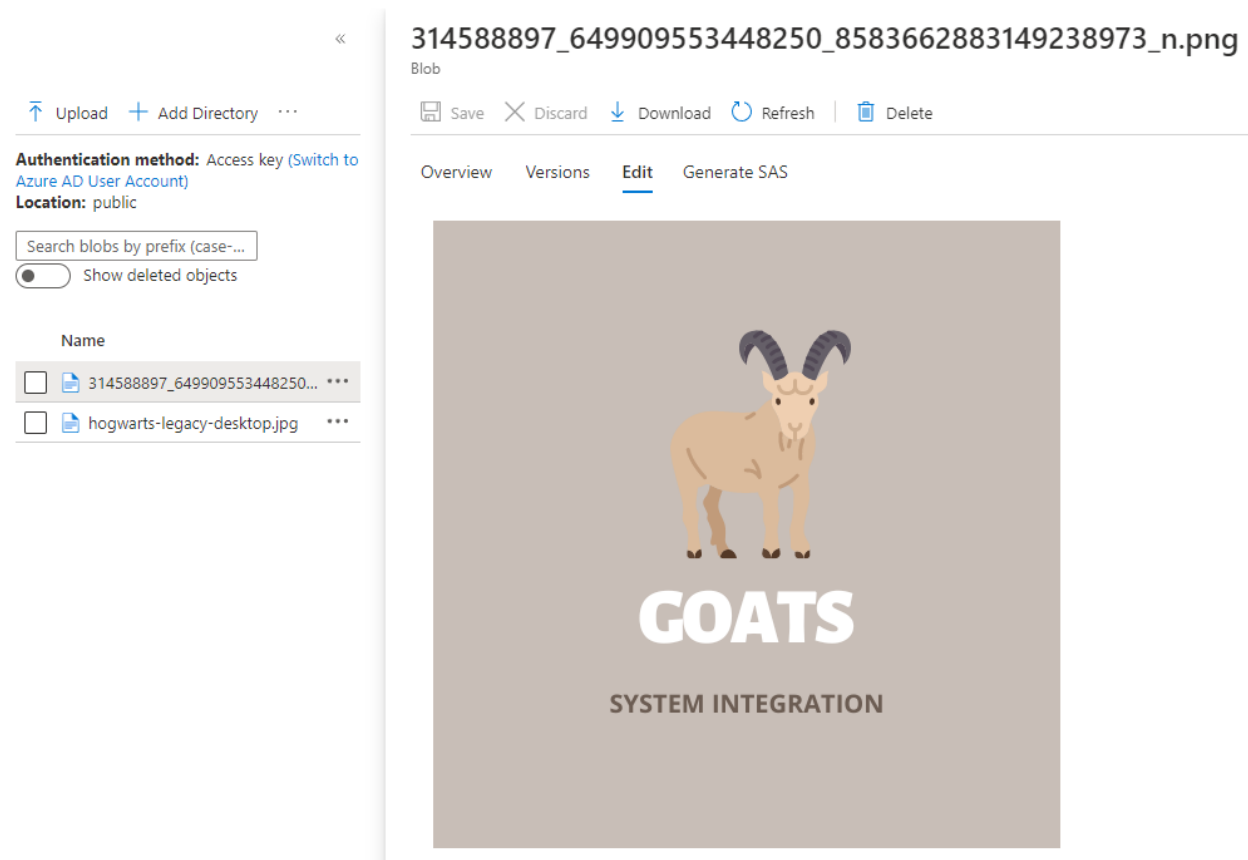 «
Upload
Add Directory
...
Authentication method: Access key (Switch to
Azure AD User Account)
Location: public
Search blobs by prefix (case-...
Show deleted objects
Name
314588897_649909553448250...
hogwarts-legacy-desktop.jpg
314588897_649909553448250_8583662883149238973_n.png
Blob
Save
Discard
Download
Refresh
Delete
Overview
Versions
Edit
Generate SAS
GOATS
SYSTEM INTEGRATION